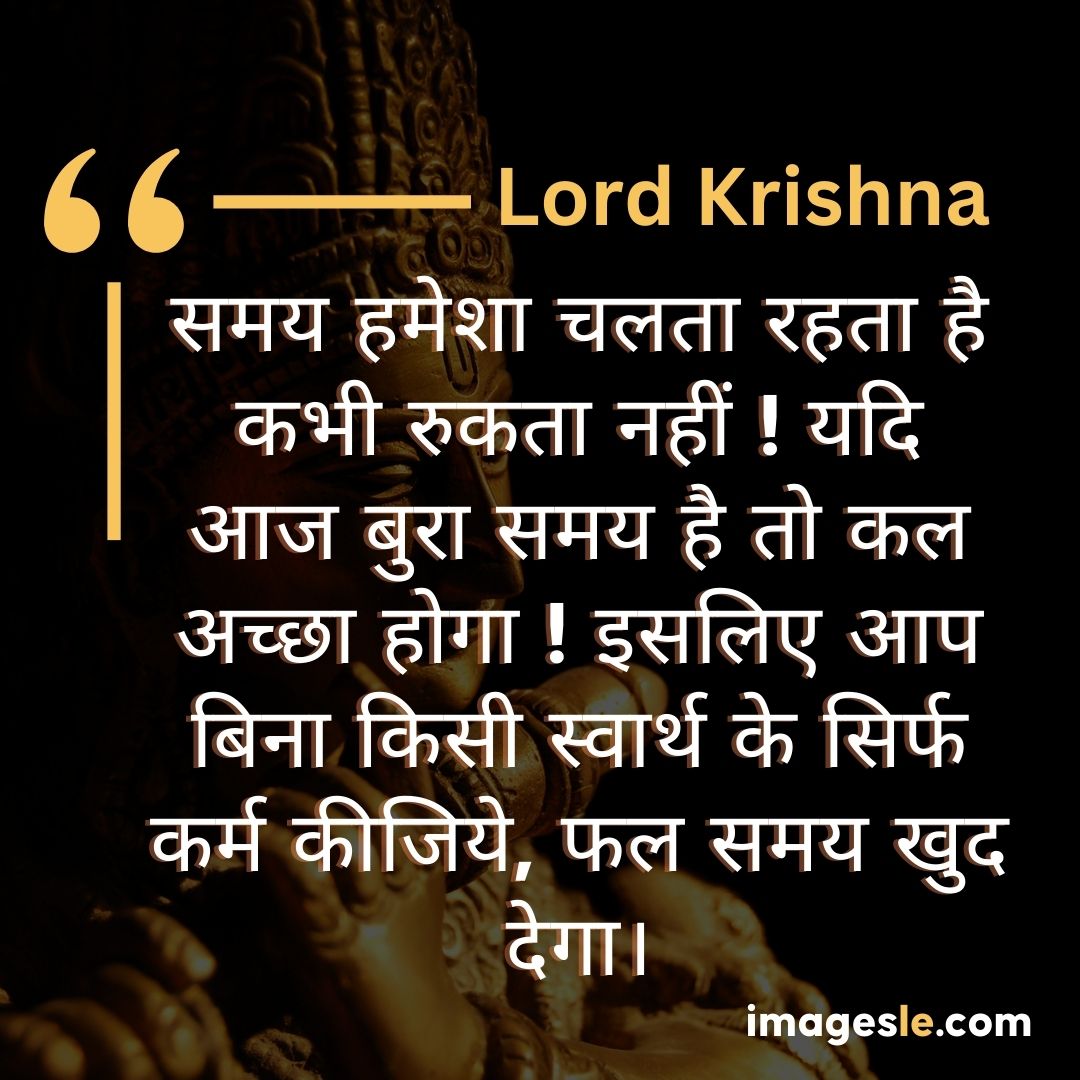 “
Lord Krishna
समय हमेशा चलता रहता है
कभी रुकता नहीं ! यदि
आज बुरा समय है तो कल
अच्छा होगा ! इसलिए आप
बिना किसी स्वार्थ के सिर्फ
कर्म कीजिये, फल समय खुद
देगा।
imagesle.com